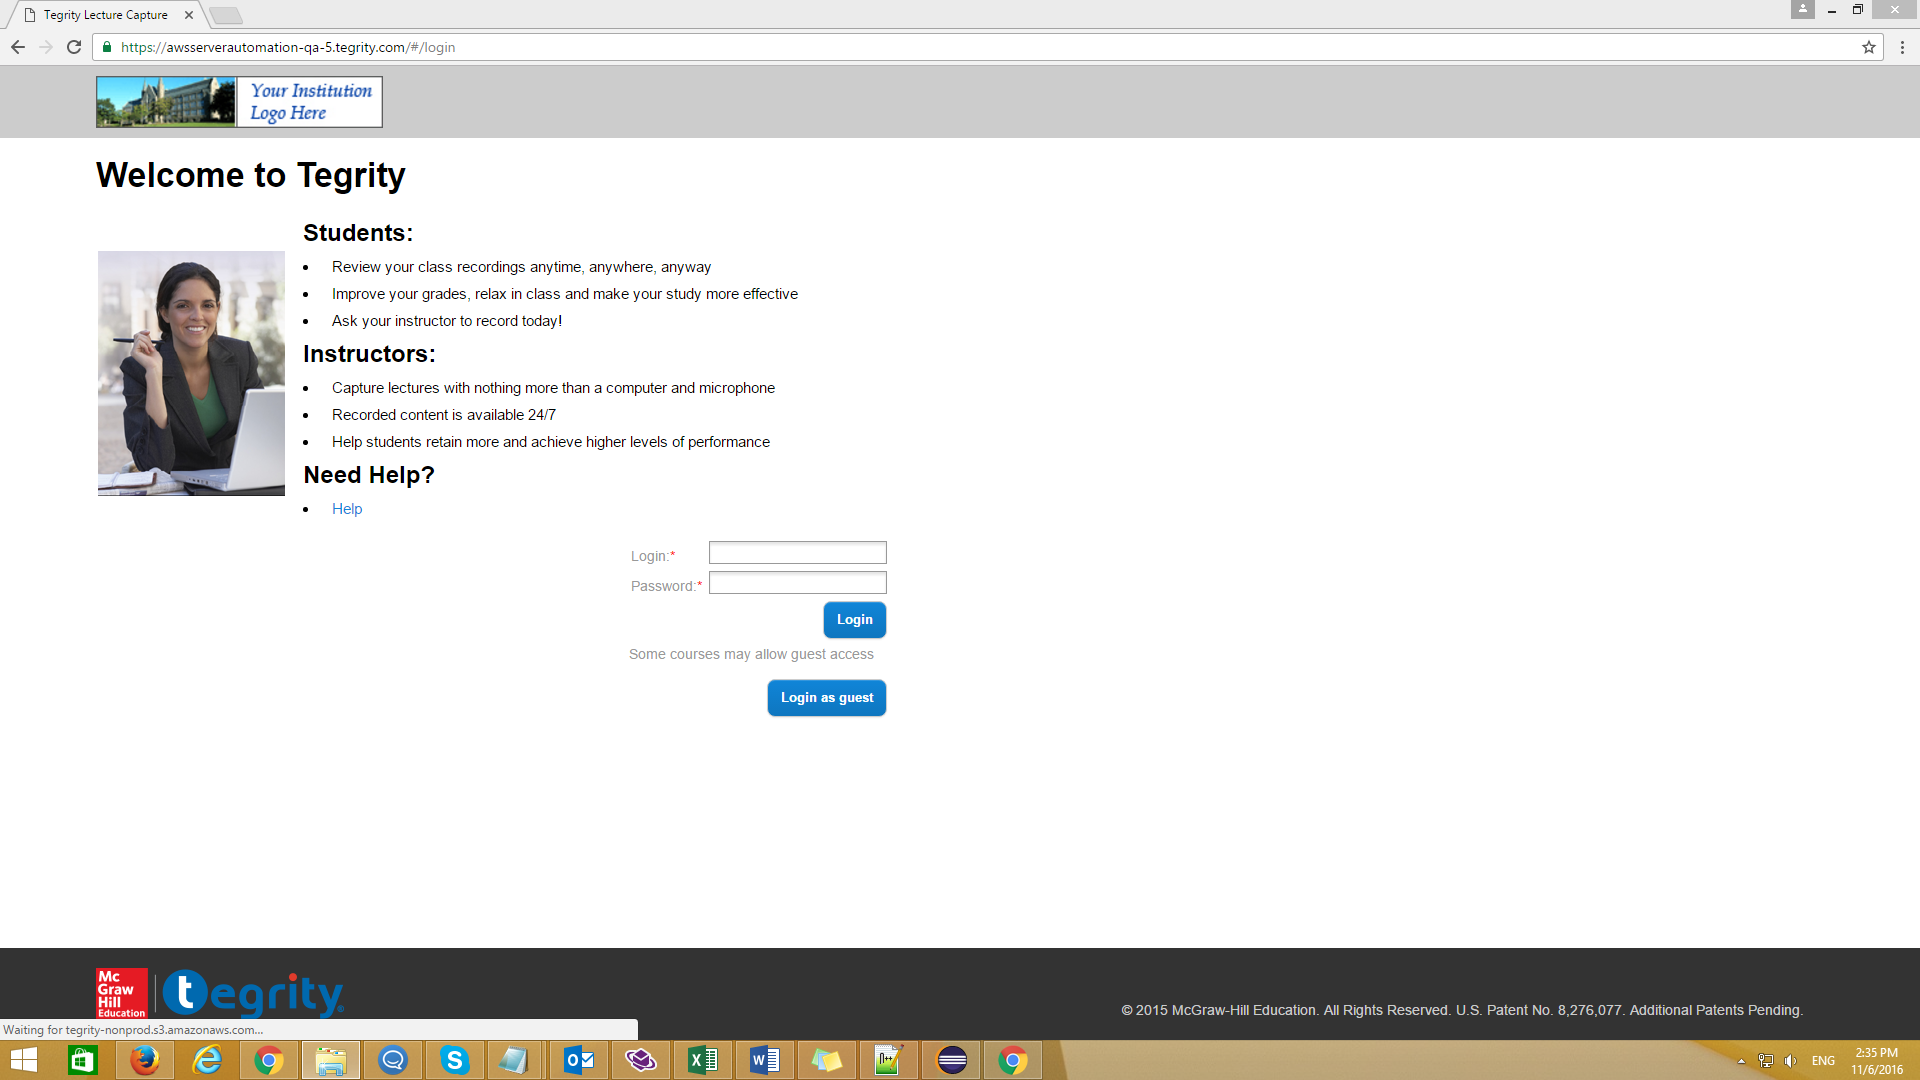 Tegrity Lecture Capture
https://awsserverautomation-qa-5.tegrity.com/#/login
Your Institution
Logo Here
Welcome to Tegrity
Students:
Review your class recordings anytime, anywhere, anyway
Improve your grades, relax in class and make your study more effective
Ask your instructor to record today!
Instructors:
Capture lectures with nothing more than a computer and microphone
Recorded content is available 24/7
Help students retain more and achieve higher levels of performance
Need Help?
Help
Login:*
Password:*
Login
Some courses may allow guest access
Login as guest
Mc
Graw
Hill
Education
tegrity
© 2015 McGraw-Hill Education. All Rights Reserved. U.S. Patent No. 8,276,077. Additional Patents Pending.
Waiting for tegrity-nonprod.s3.amazonaws.com...
ENG
2:35 PM
11/6/2016